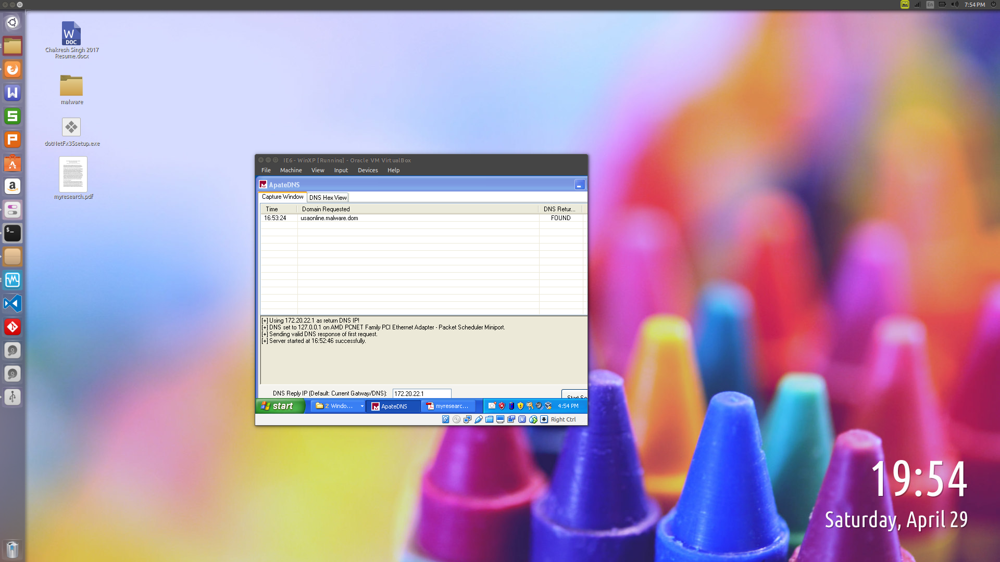 En
7:54 PM
W
DOC
Chakresh Singh 2017
Resume.docx
malware
dotNetFx35setup.exe
myresearch.pdf
IE6 - WinXP [Running] - Oracle VM VirtualBox
File Machine View Input Devices Help
ApateDNS
Capture Window DNS Hex View
Time Domain Requested DNS Retur...
16:53:24 usaonline.malware.dom FOUND
[+] Using 172.20.22.1 as return DNS IP!
[+] DNS set to 127.0.0.1 on AMD PCNET Family PCI Ethernet Adapter - Packet Scheduler Miniport.
[+] Sending valid DNS response of first request.
[+] Server started at 16:52:46 successfully.
DNS Reply IP (Default: Current Gatway/DNS): 172.20.22.1 Start Se
start 2 Windo... ApateDNS myresearc... 4:54 PM
Right Ctrl
19:54
Saturday, April 29